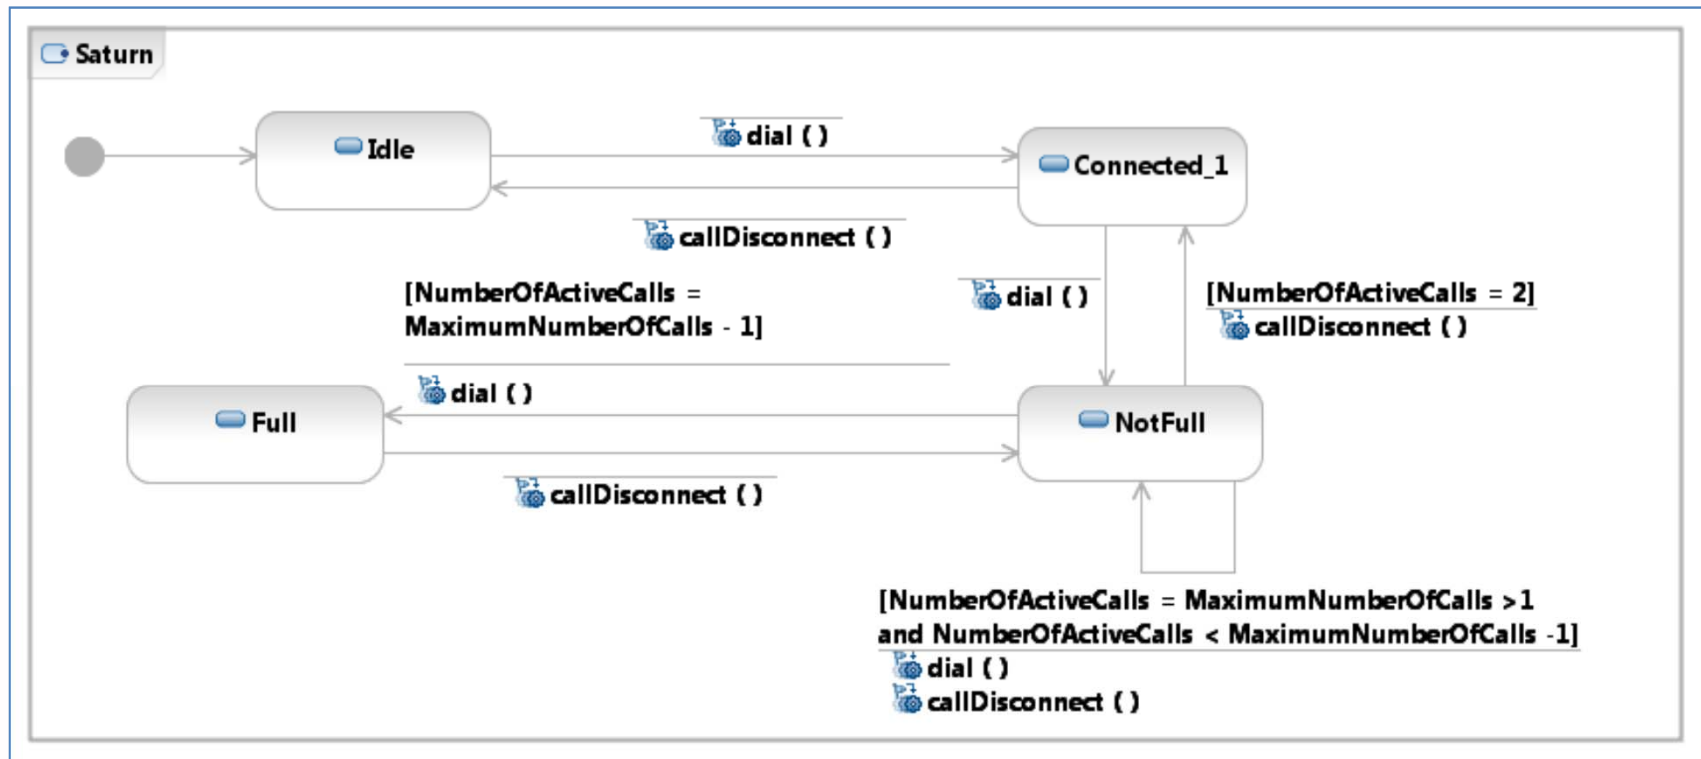 Saturn
Idle
dial ( )
Connected_1
callDisconnect ( )
[NumberOfActiveCalls =
MaximumNumberOfCalls - 1]
dial ( )
[NumberOfActiveCalls = 2]
callDisconnect ( )
dial ( )
Full
NotFull
callDisconnect ( )
[NumberOfActiveCalls = MaximumNumberOfCalls >1
and NumberOfActiveCalls < MaximumNumberOfCalls -1]
dial ( )
callDisconnect ( )